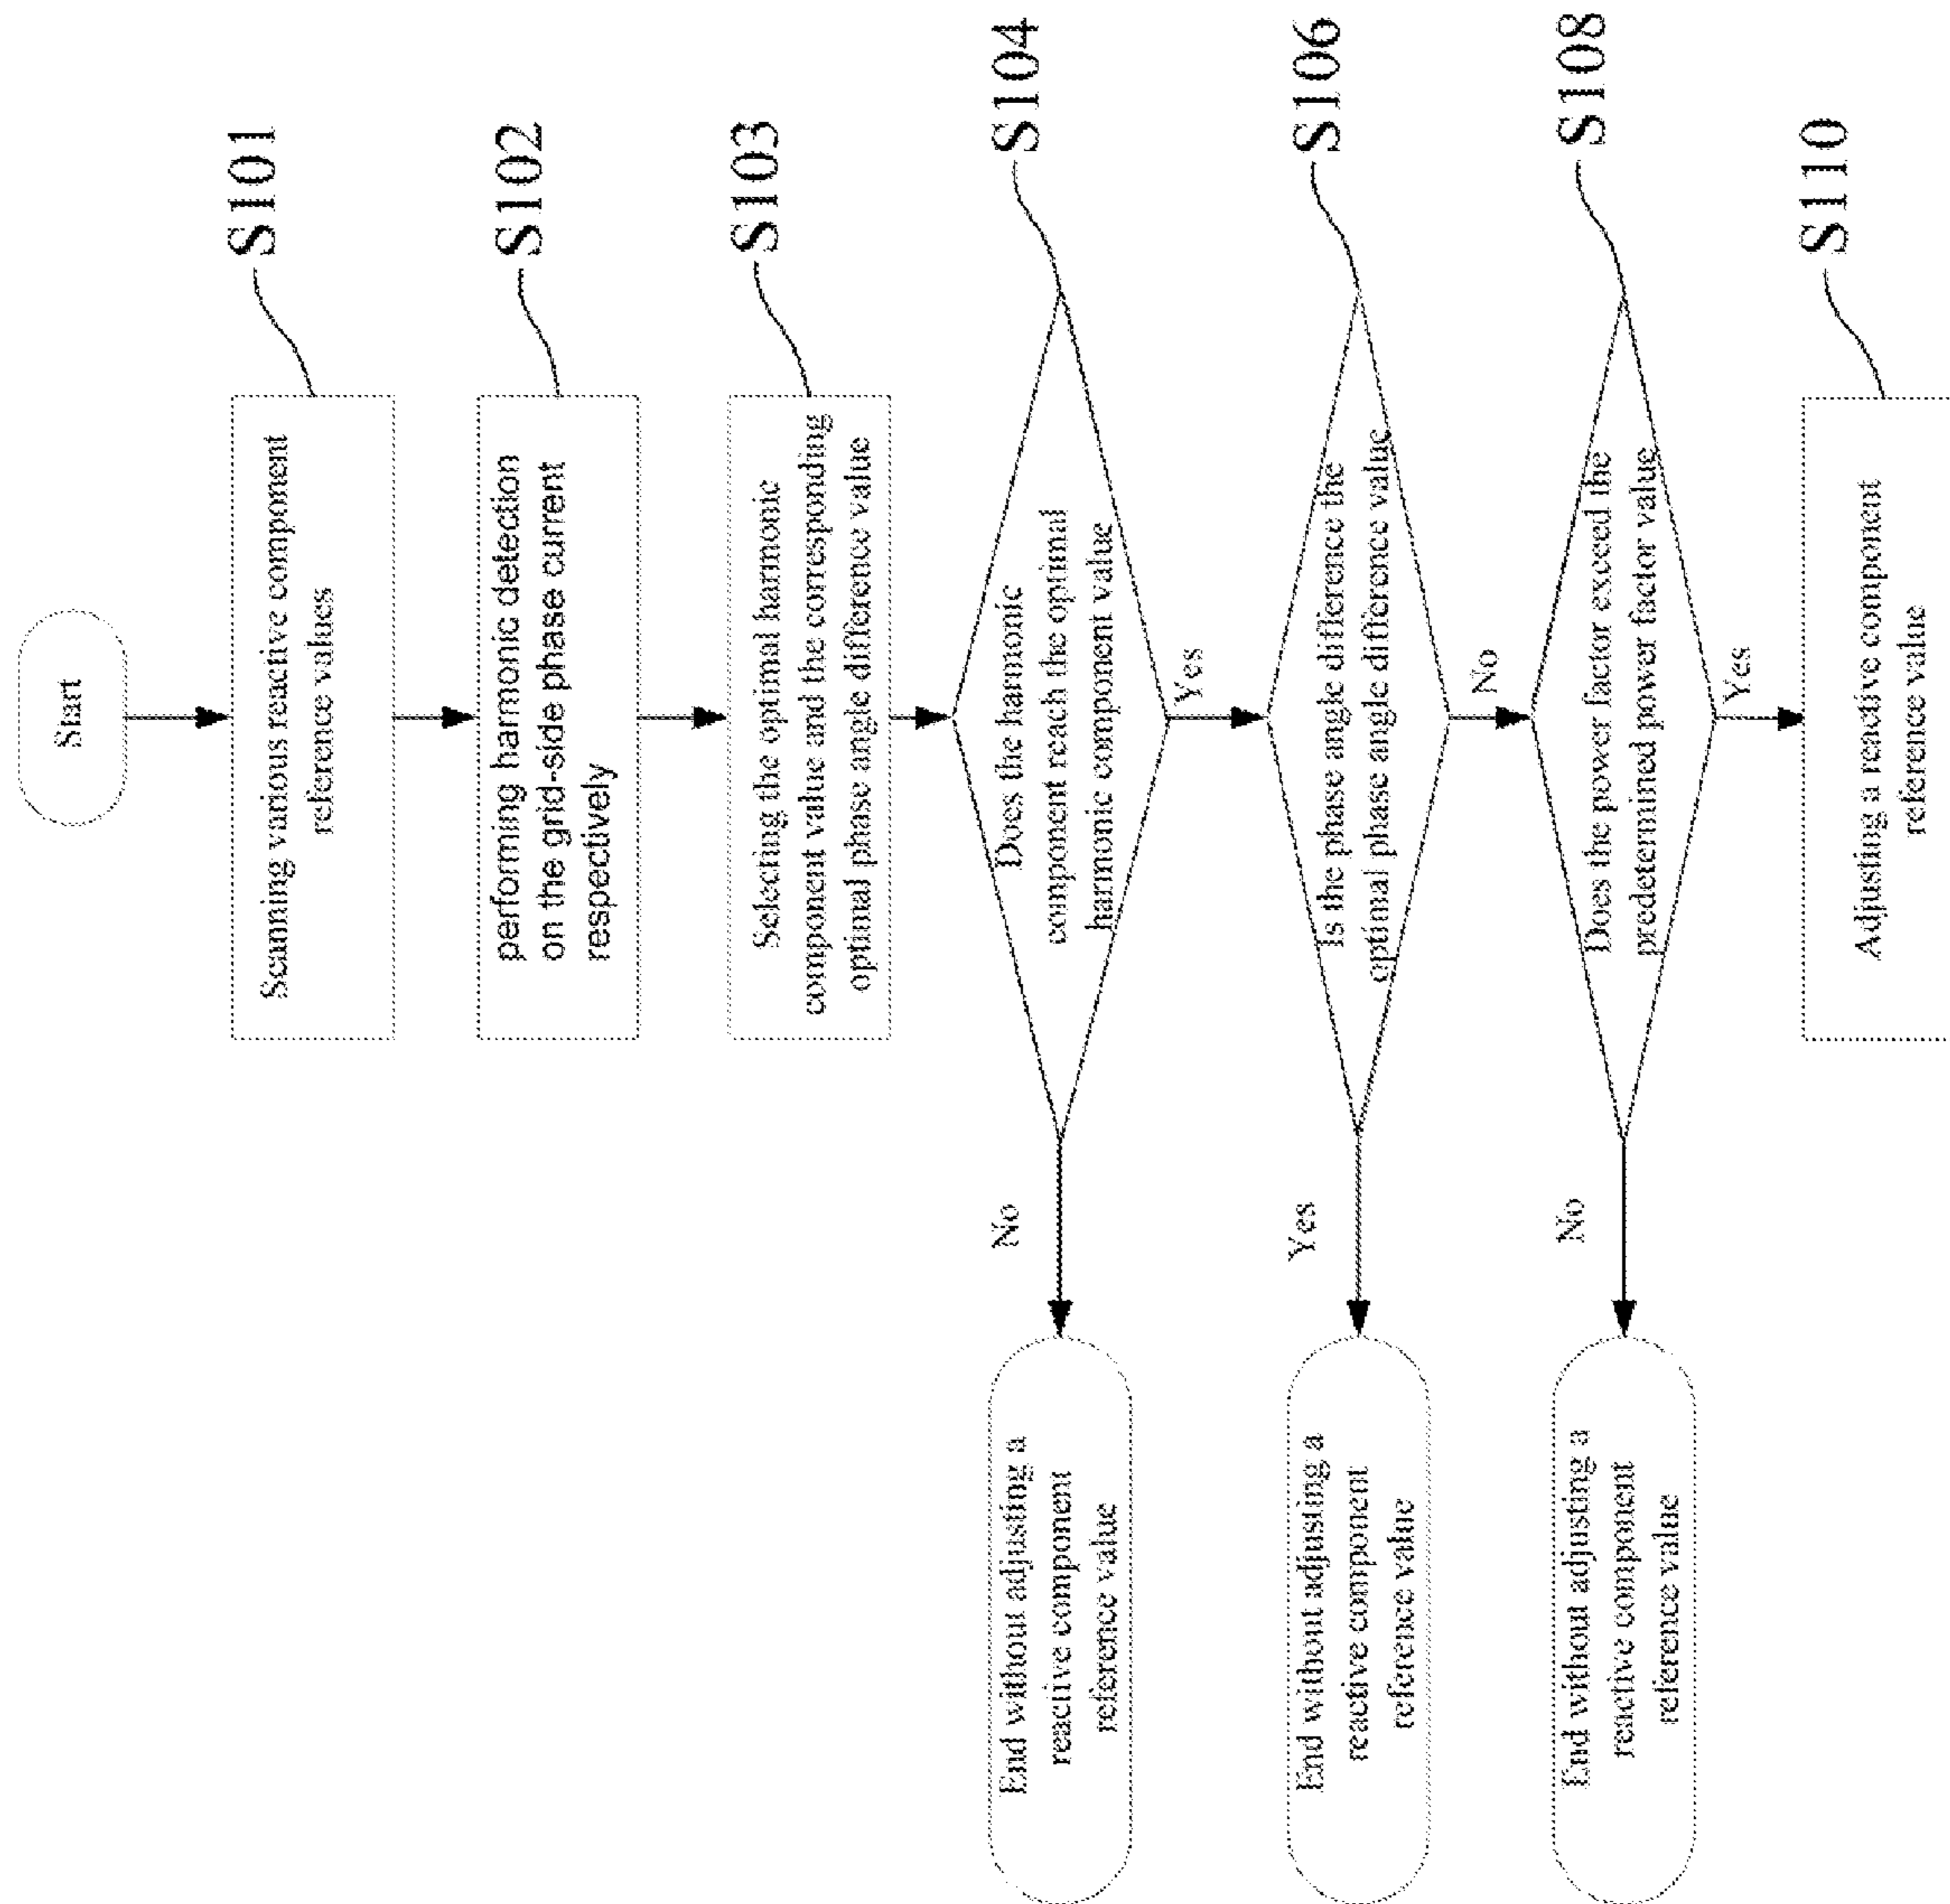 Start
Scanning various reactive component
reference values
S101
performing harmonic detection
on the grid-side phase current
respectively
S102
Selecting the optimal harmonic
component value and the corresponding
optimal phase angle difference value
S103
Does the harmonic
component reach the optimal
harmonic component value
S104
No
End without adjusting a
reactive component
reference value
Yes
Is the phase angle difference the
optimal phase angle difference value
S106
Yes
End without adjusting a
reactive component
reference value
No
Does the power factor exceed the
predetermined power factor value
S108
No
End without adjusting a
reactive component
reference value
Yes
Adjusting a reactive component
reference value
S110